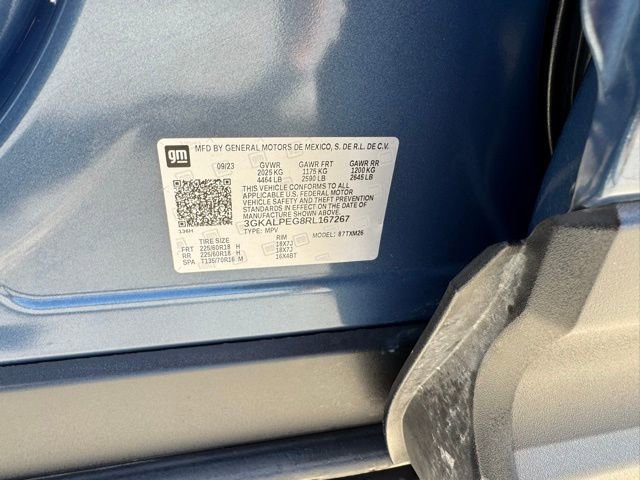 gm
MFD BY GENERAL MOTORS DE MEXICO, S. DE R.L. DE C.V.
09/23 GVWR GAWR FRT GAWR RR
2025 KG 1175 KG 1200 KG
4464 LB 2590 LB 2645 LB
THIS VEHICLE CONFORMS TO ALL
APPLICABLE U.S. FEDERAL MOTOR
VEHICLE SAFETY AND THEFT PREVENTION
STANDARDS IN EFFECT ON THE DATE OF
MANUFACTURE SHOWN ABOVE.
3GKALPEG8RL167267
136H
TYPE: MPV MODEL: 87TXM26
TIRE SIZE RIM
FRT 225/60R18 H 18X7J
RR 225/60R18 H 18X7J
SPA T135/70R16 M 16X4BT